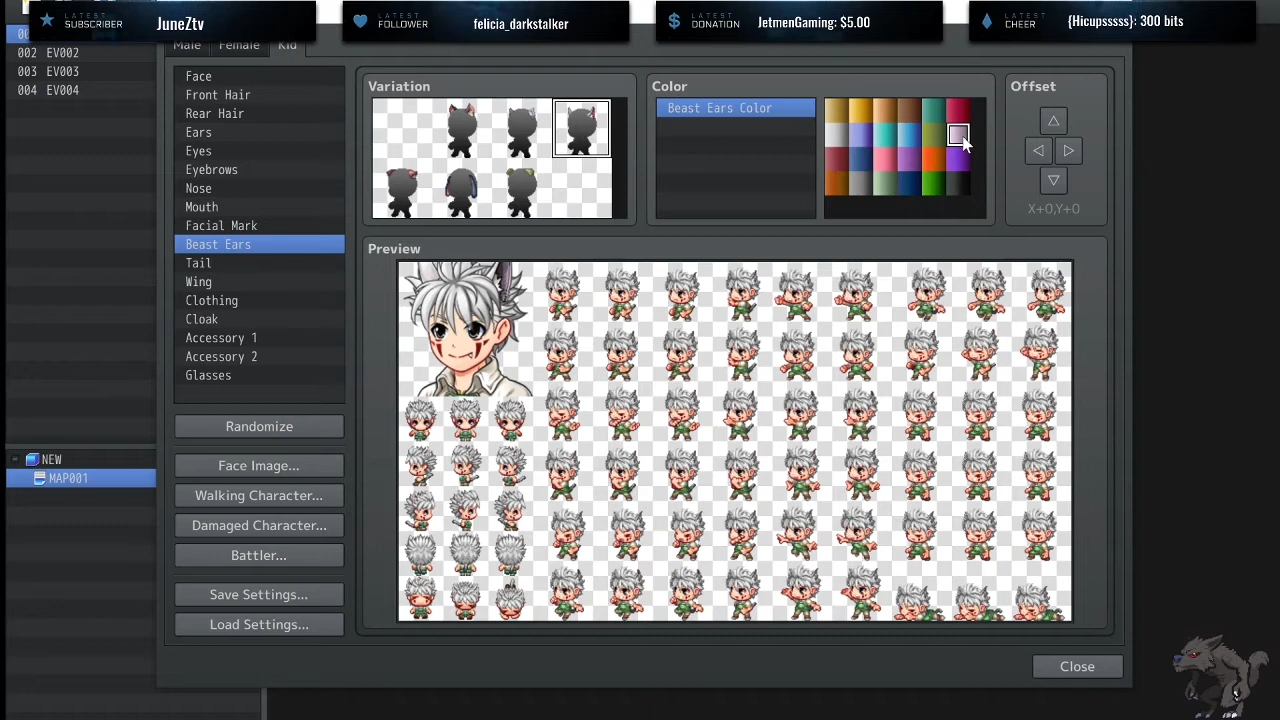 LATEST
SUBSCRIBER
JuneZtv
LATEST
FOLLOWER
felicia_darkstalker
LATEST
DONATION
JetmenGaming: $5.00
LATEST
CHEER
{Hicupsssss}: 300 bits
002 EV002
003 EV003
004 EV004
Male
Female
Kid
Face
Front Hair
Rear Hair
Ears
Eyes
Eyebrows
Nose
Mouth
Facial Mark
Beast Ears
Tail
Wing
Clothing
Cloak
Accessory 1
Accessory 2
Glasses
Randomize
Face Image...
Walking Character...
Damaged Character...
Battler...
Save Settings...
Load Settings...
Variation
Color
Beast Ears Color
Offset
X+0,Y+0
Preview
NEW
MAP001
Close